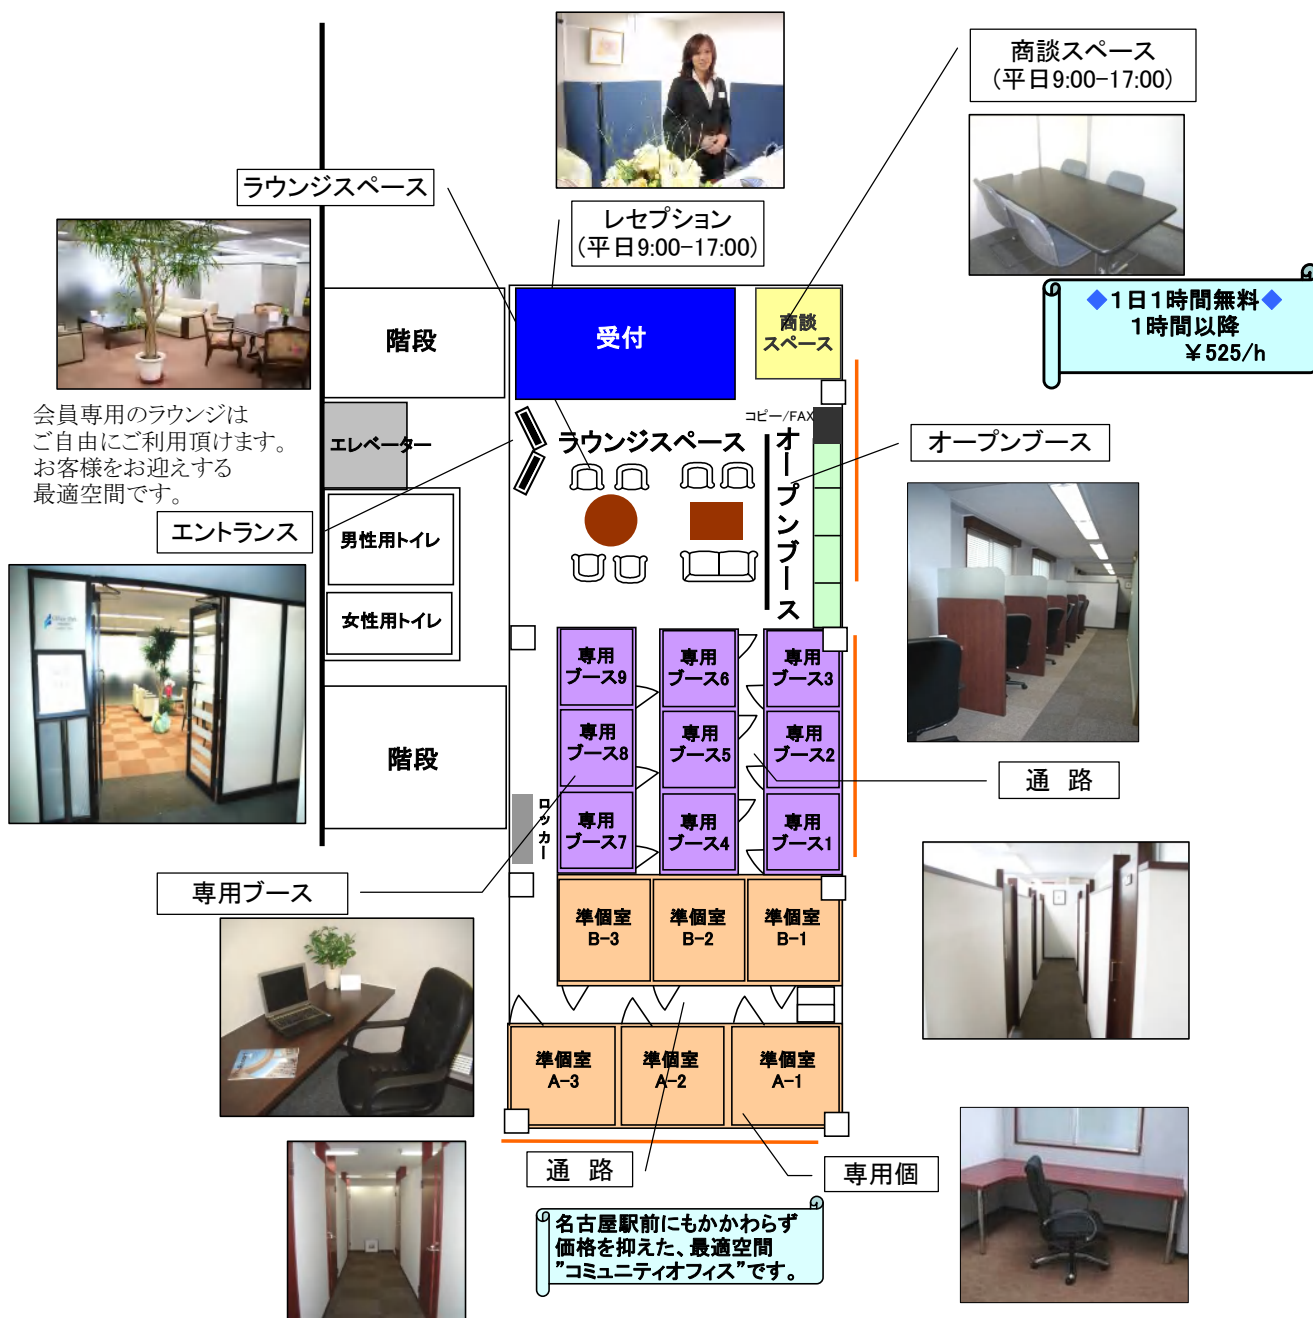 商談スペース
(平日9:00-17:00)
ラウンジスペース
レセプション
(平日9:00-17:00)
◆1日1時間無料◆
1時間以降
￥525/h
階段
受付
商談
スペース
会員専用のラウンジは
ご自由にご利用頂けます。
お客様をお迎えする
最適空間です。
エレベーター
コピー/FAX
ラウンジスペース
オープンブース
オープンブース
エントランス
男性用トイレ
女性用トイレ
専用
ブース9
専用
ブース6
専用
ブース3
専用
ブース8
専用
ブース5
専用
ブース2
階段
通 路
ロッカー
専用
ブース7
専用
ブース4
専用
ブース1
専用ブース
準個室
B-3
準個室
B-2
準個室
B-1
準個室
A-3
準個室
A-2
準個室
A-1
通 路
専用個
名古屋駅前にもかかわらず
価格を抑えた、最適空間
”コミュニティオフィス”です。